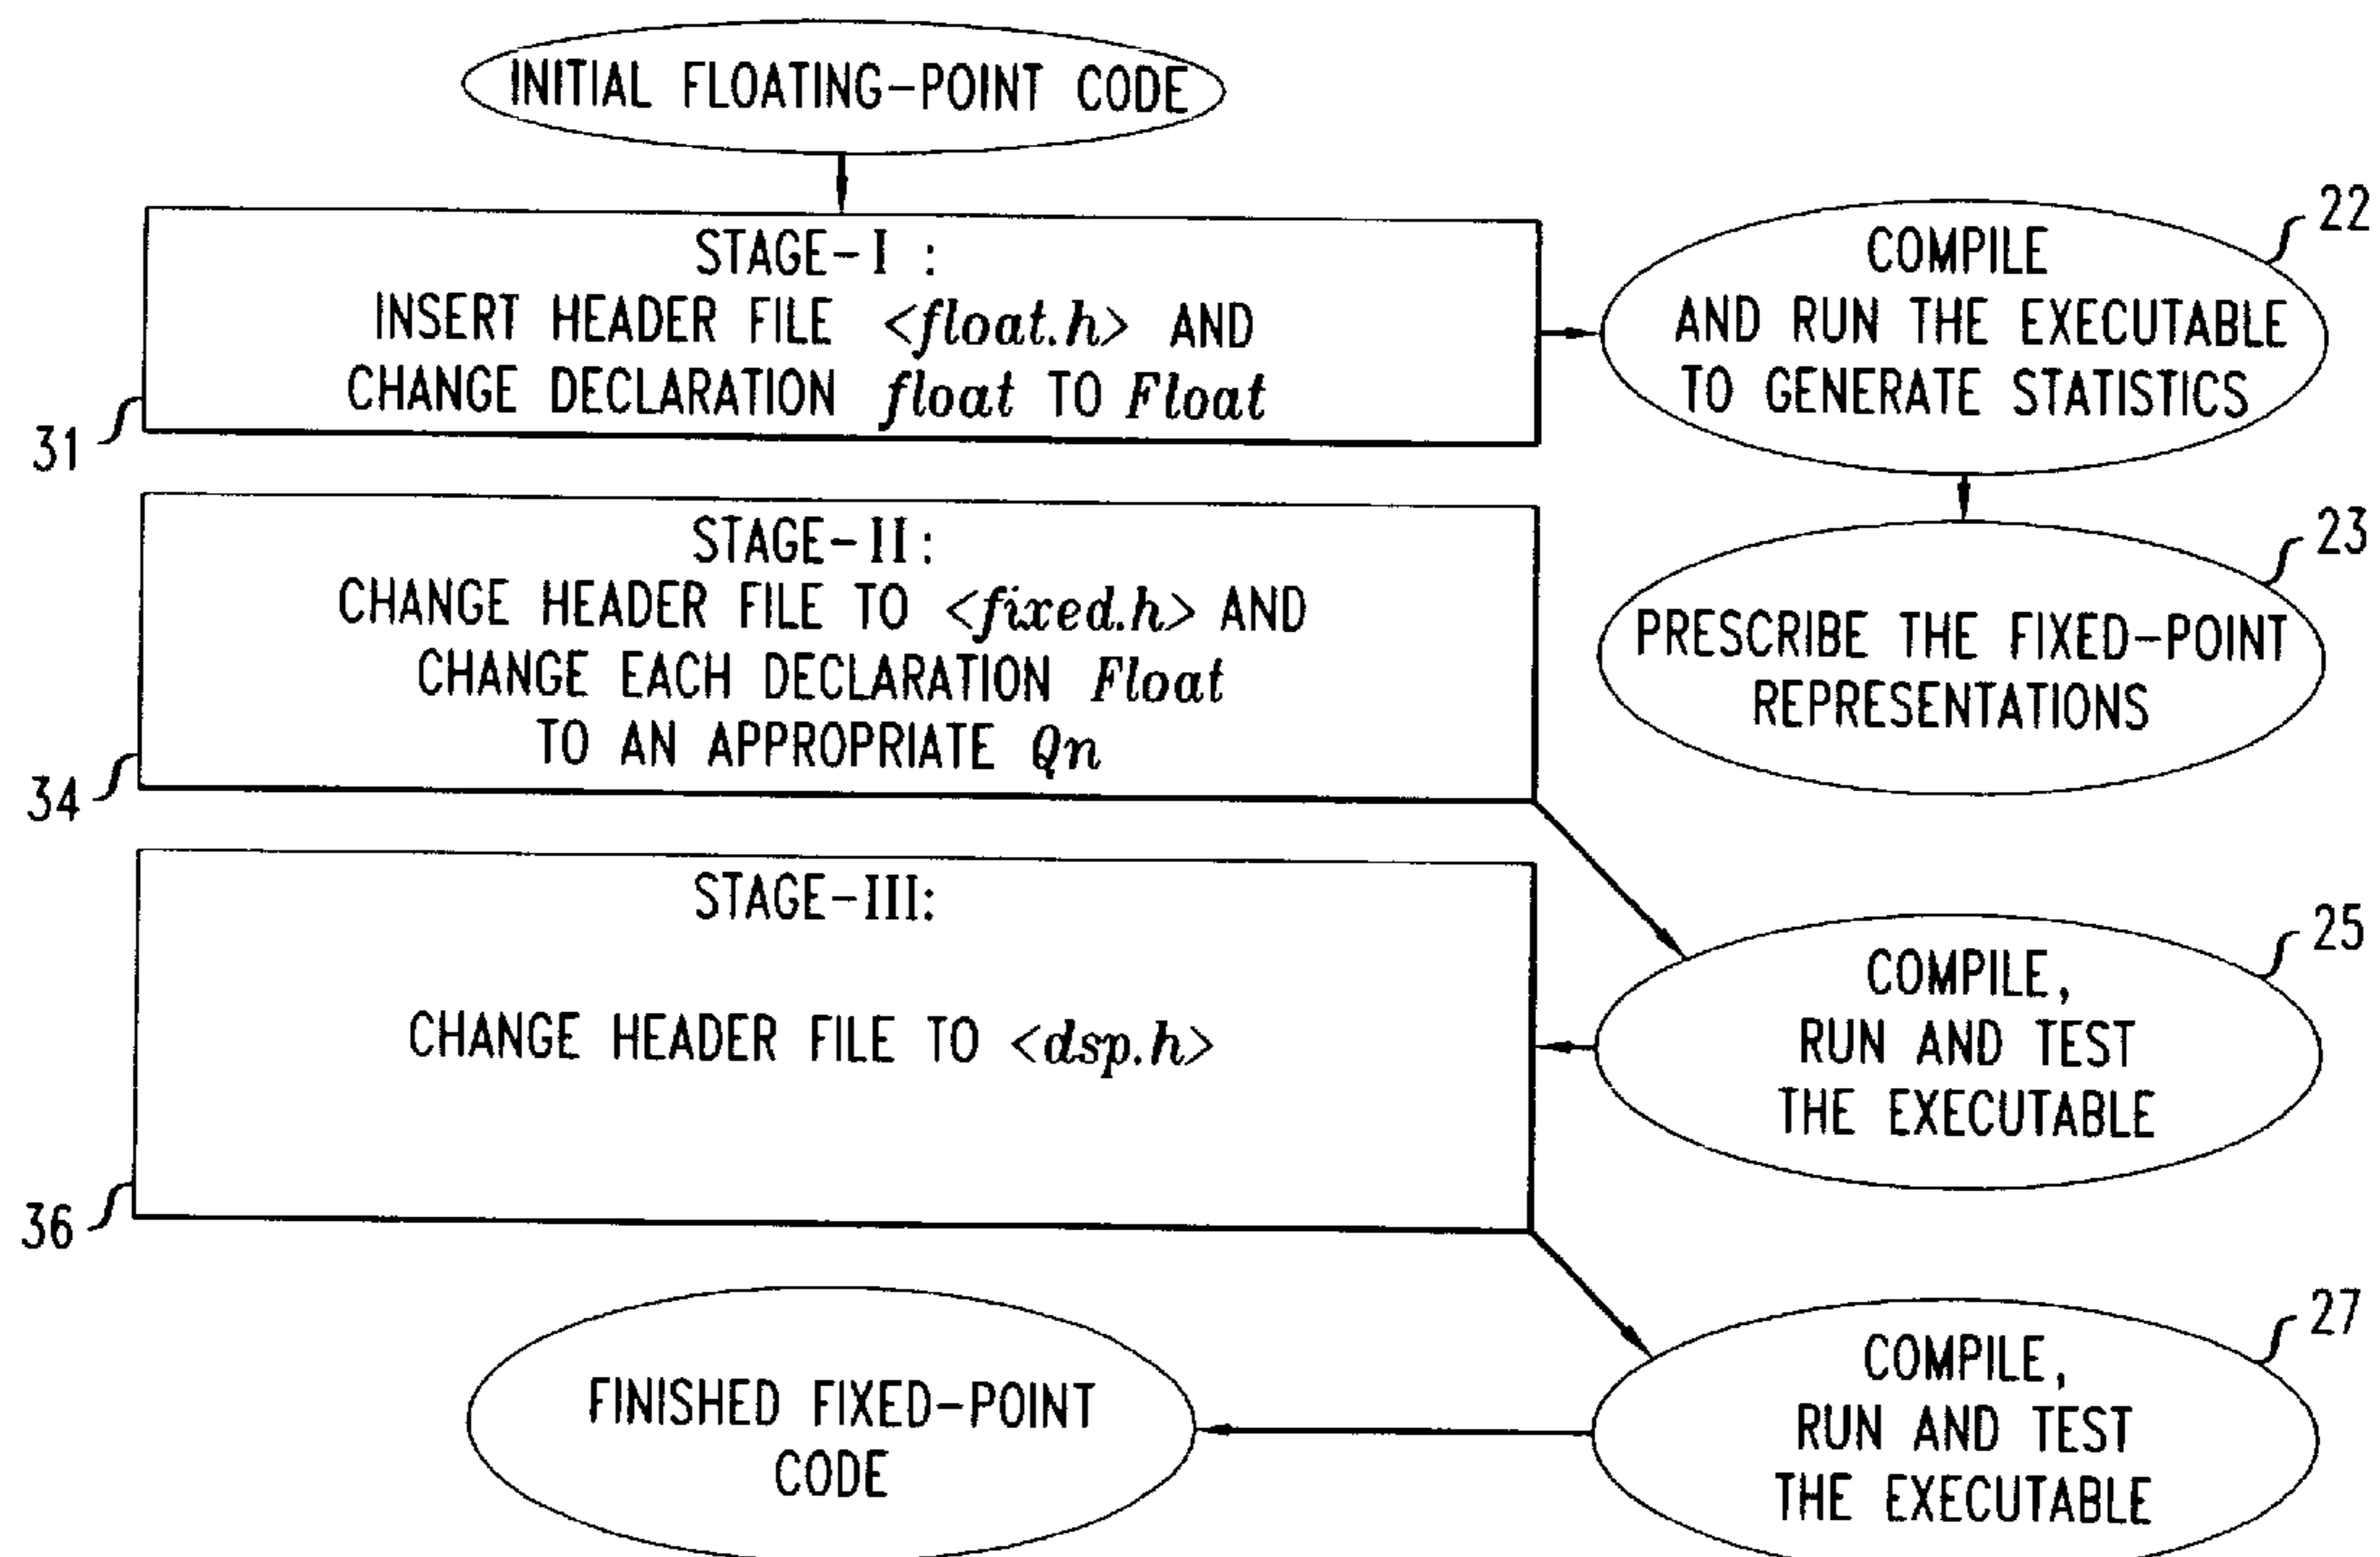 INITIAL FLOATING-POINT CODE
STAGE-I :
INSERT HEADER FILE <float.h> AND
CHANGE DECLARATION float TO Float
31
COMPILE
AND RUN THE EXECUTABLE
TO GENERATE STATISTICS
22
STAGE-II:
CHANGE HEADER FILE TO <fixed.h> AND
CHANGE EACH DECLARATION Float
TO AN APPROPRIATE Qn
34
PRESCRIBE THE FIXED-POINT
REPRESENTATIONS
23
STAGE-III:
CHANGE HEADER FILE TO <dsp.h>
36
COMPILE,
RUN AND TEST
THE EXECUTABLE
25
FINISHED FIXED-POINT
CODE
COMPILE,
RUN AND TEST
THE EXECUTABLE
27